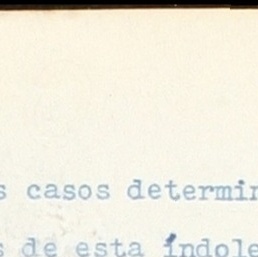 s casos determin
s de esta índole